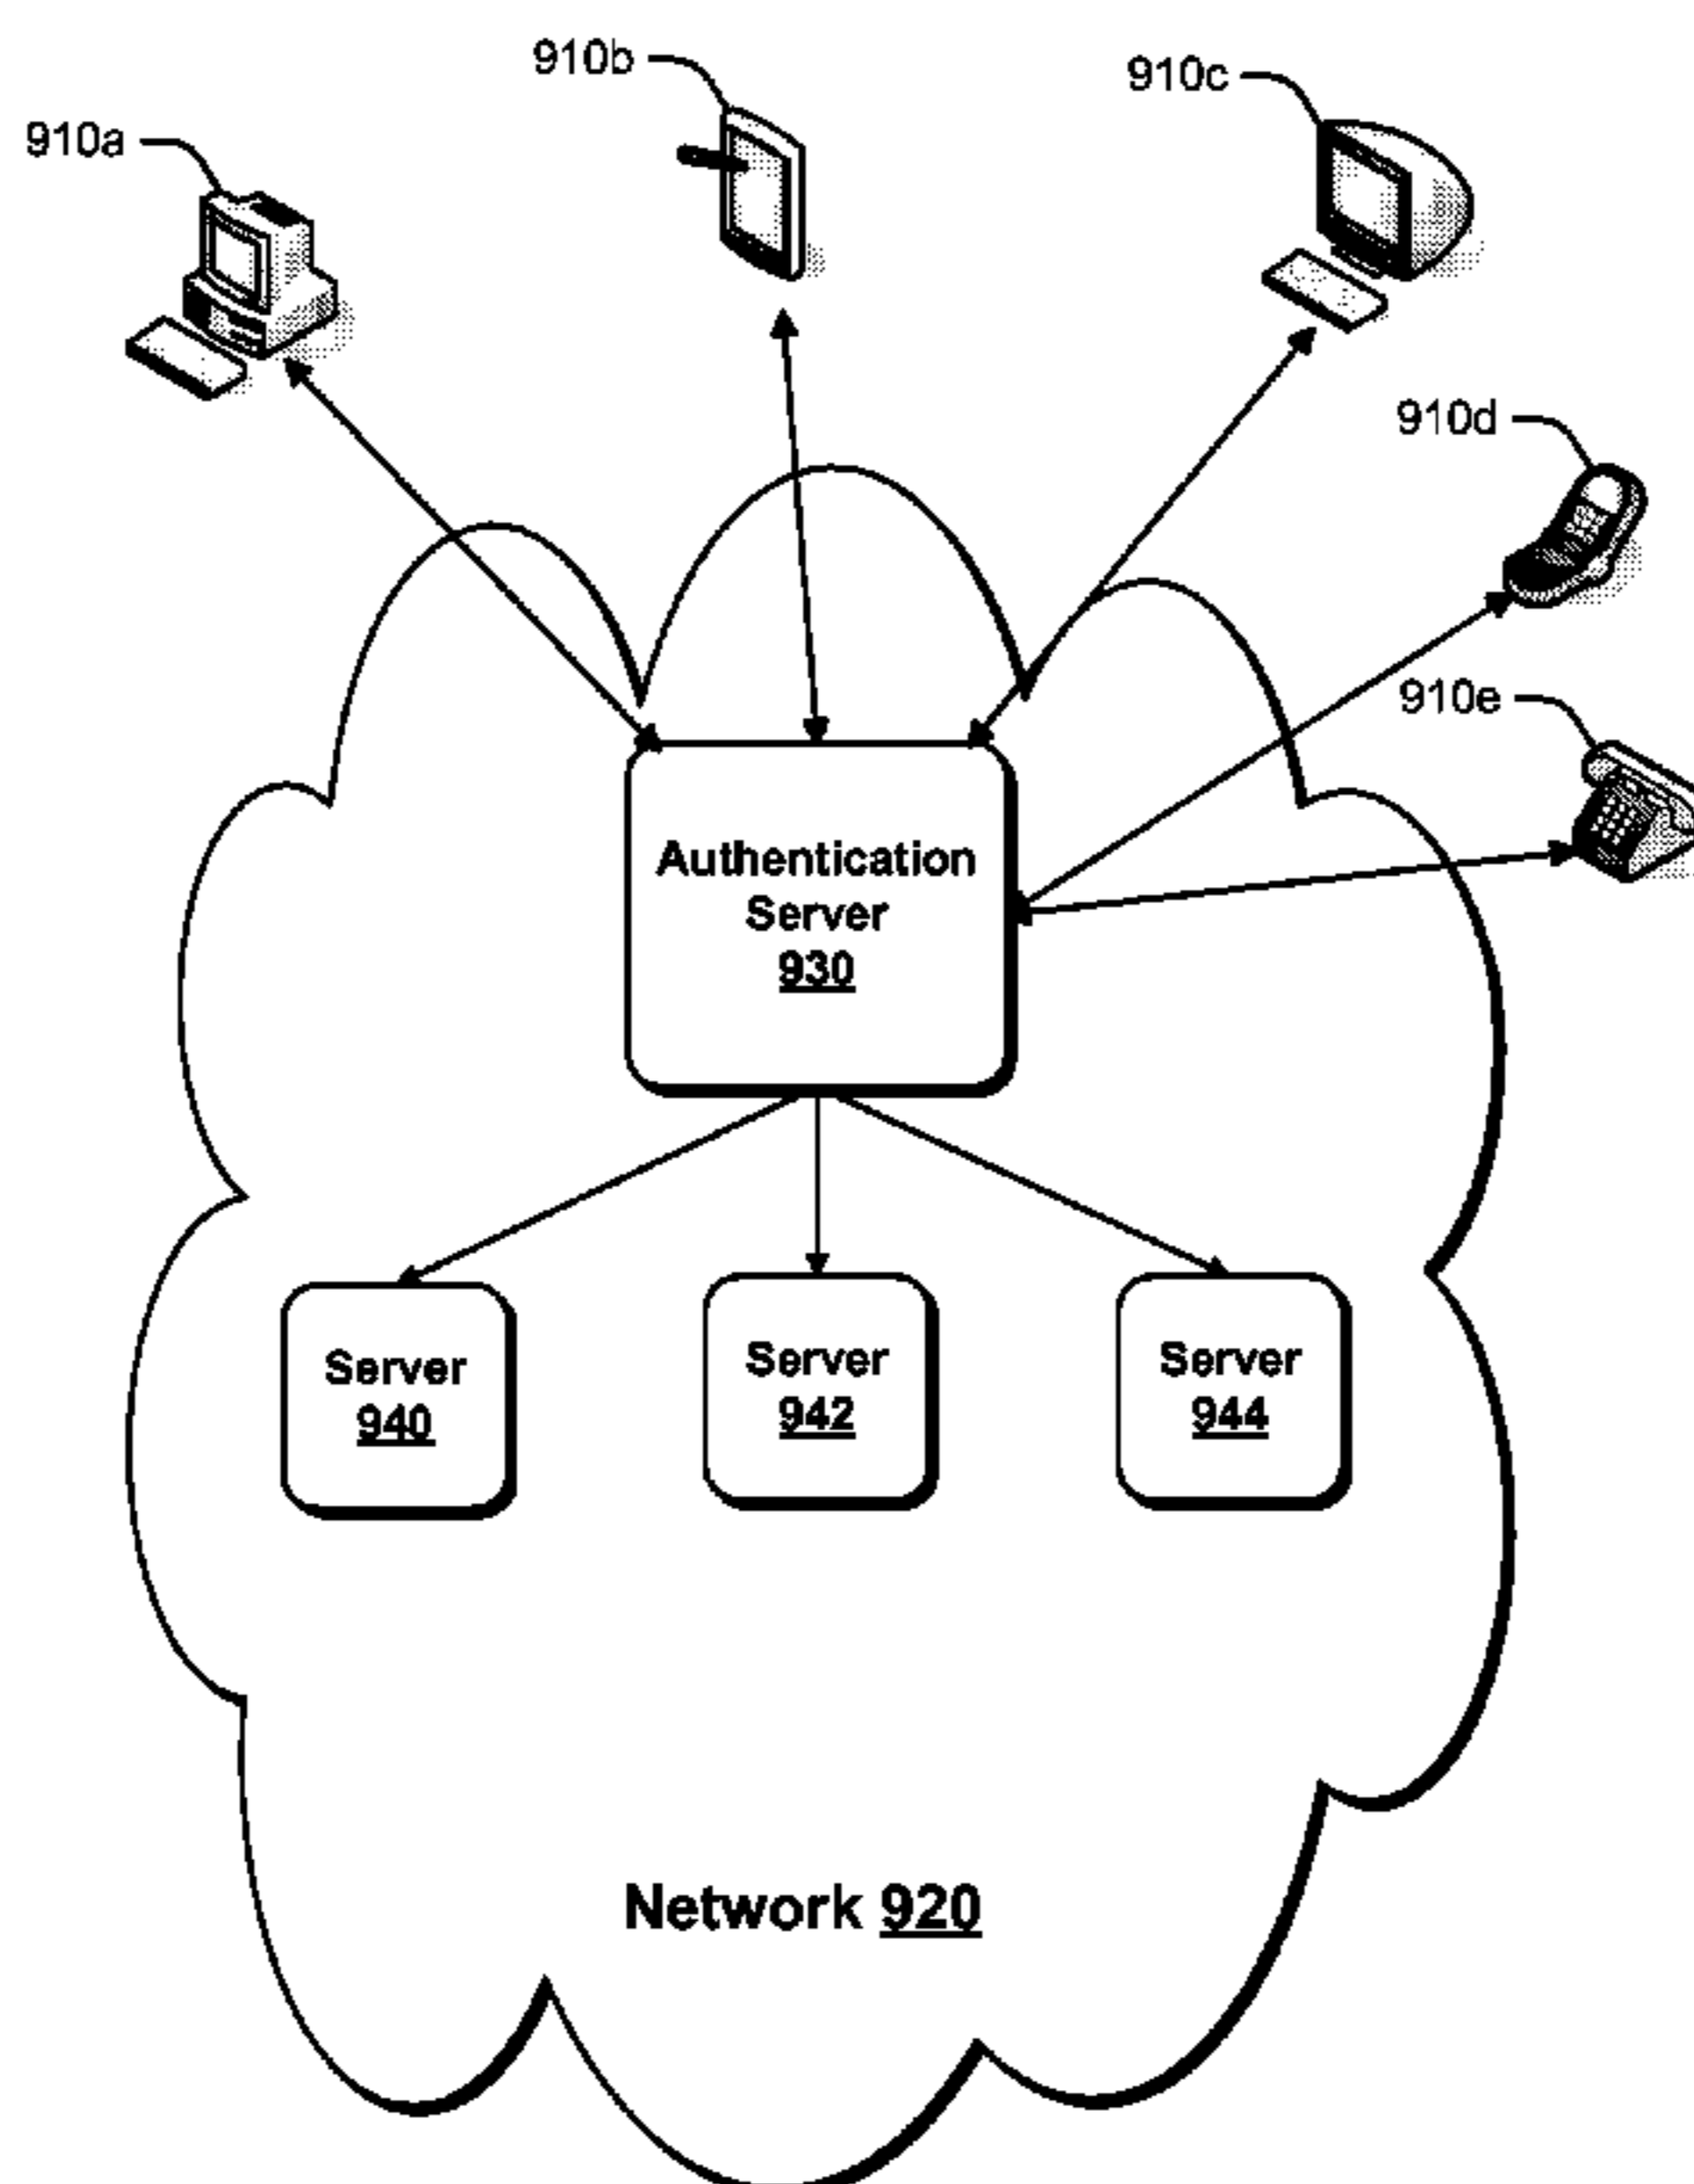 910b
910c
910a
910d
910e
Authentication
Server
930
Server
940
Server
942
Server
944
Network 920